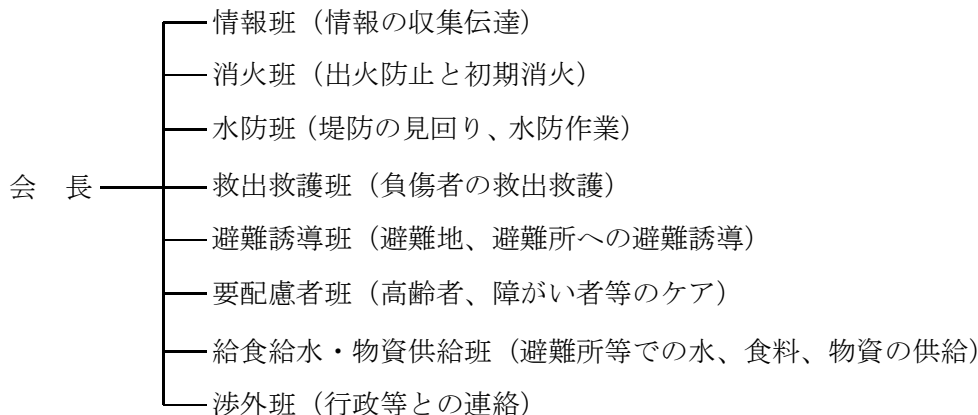 情報班（情報の収集伝達）
消火班（出火防止と初期消火）
水防班（堤防の見回り、水防作業）
会　長
救出救護班（負傷者の救出救護）
避難誘導班（避難地、避難所への避難誘導）
要配慮者班（高齢者、障がい者等のケア）
給食給水・物資供給班（避難所等での水、食料、物資の供給）
渉外班（行政等との連絡）